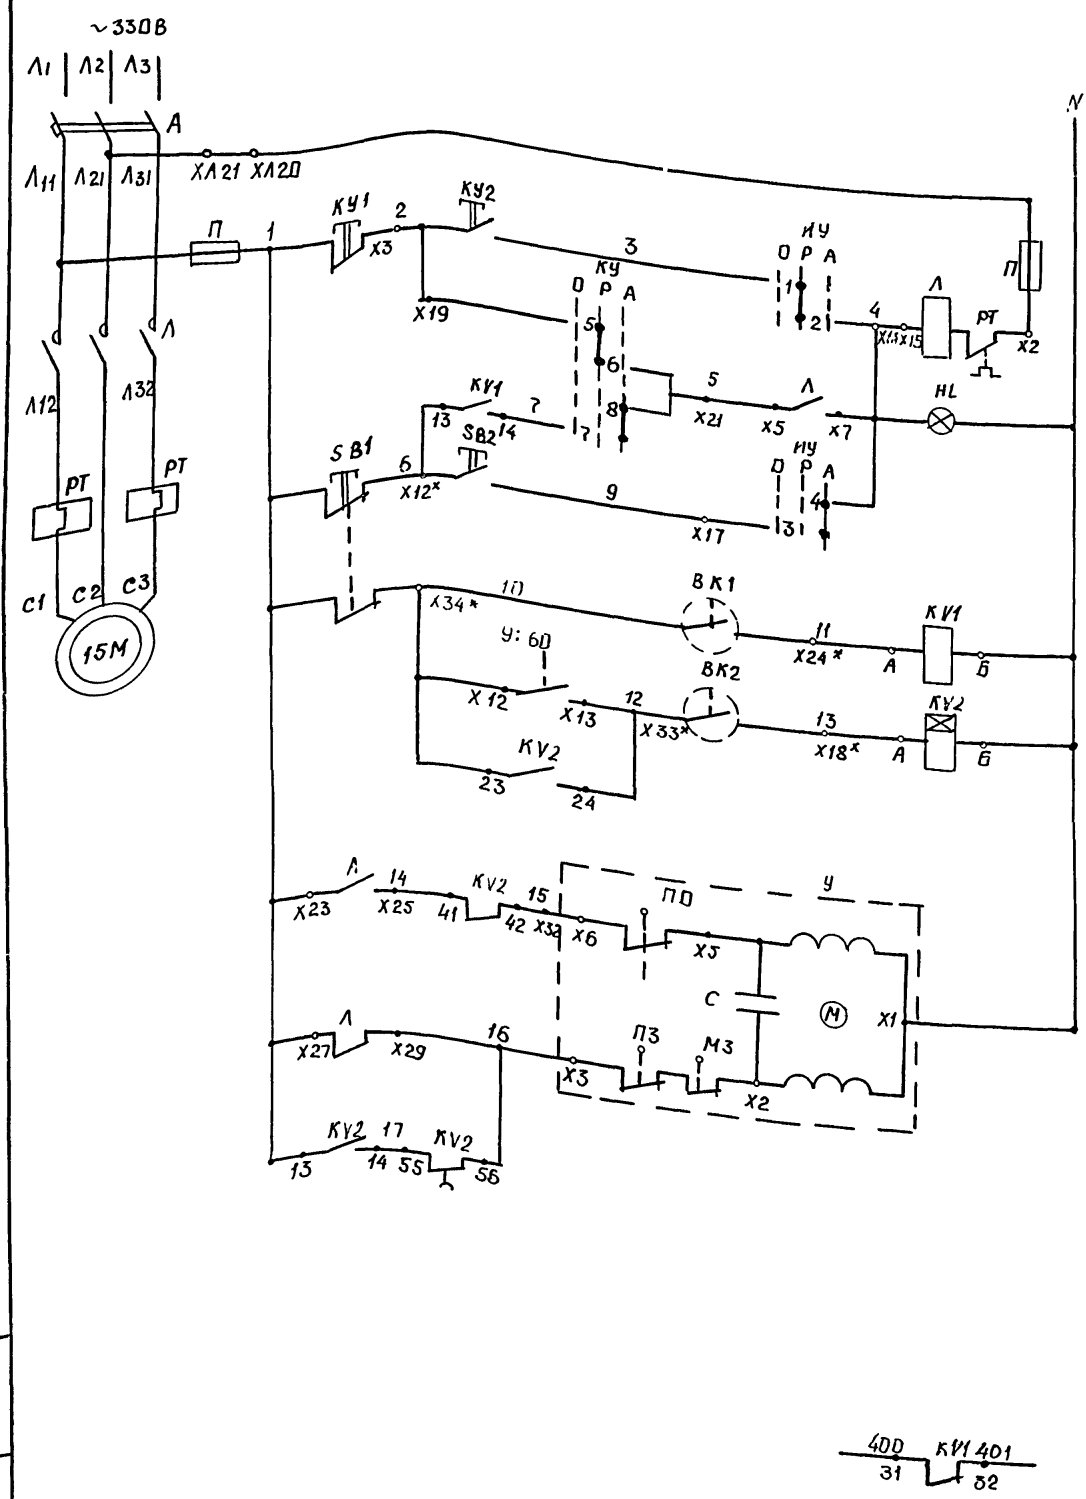 ~330В
Л1 Л2 Л3
А
Л11 Л21 Л31 ХЛ21 ХЛ20
КУ1 2 КУ2
П 1 Х3 3 ИУ
О Р А
КУ 1 Л П
О Р А
Х19 5 2 4 РТ
Л Х15 Х2
6
Л12 Л32 КV1 7 8 5 Л HL
13 14 7 Х21 Х5 Х7
SB1 6 SB2 ИУ
РТ РТ Х12* О Р А
9 4
Х17 3
С1 С2 С3
15М
10 ВК1 КV1
Х34* 11
У: 60 Х24* А Б
ВК2 КV2
Х12 Х13 12 13
Х33* Х18* А Б
КV2
23 24
Л 14 КV2 15 ПО У
Х23 Х25 41 42 Х32 Х6 Х5
С М Х1
Л 16 ПЗ МЗ
Х27 Х29 Х3 Х2
КV2 17 КV2
13 14 55 56
400 КV1 401
31 32
N